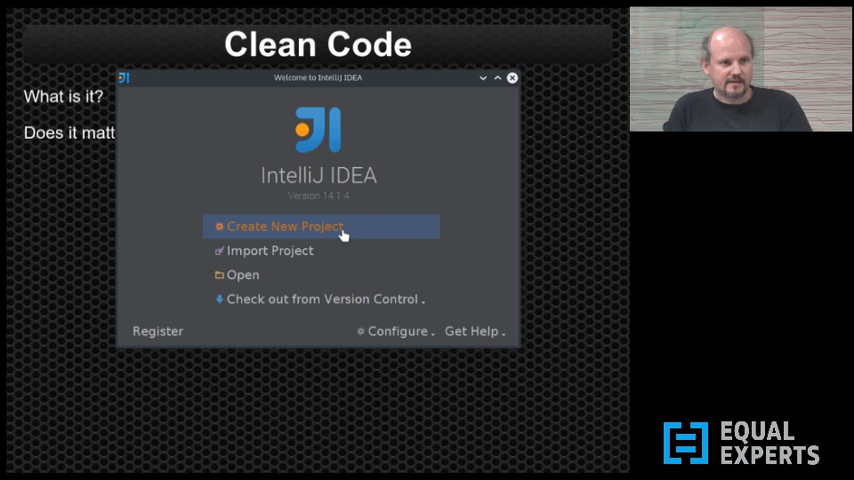 Clean Code
What is it?
Does it matt
Welcome to IntelliJ IDEA
IntelliJ IDEA
Version 14.1.4
Create New Project
Import Project
Open
Check out from Version Control
Register
Configure
Get Help
EQUAL
EXPERTS